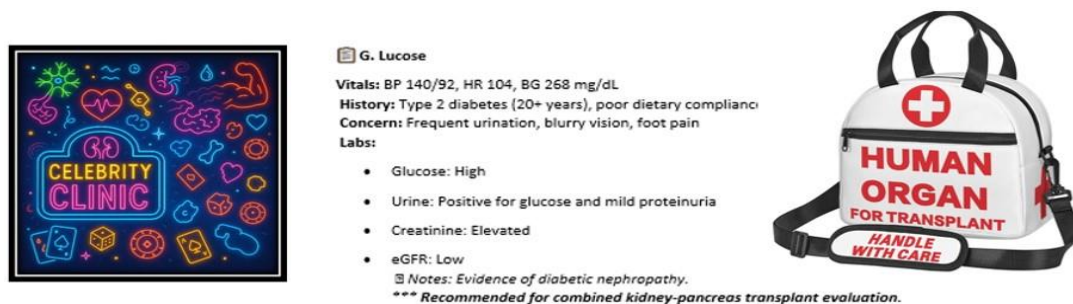 CELEBRITY
CLINIC
G. Lucose
Vitals: BP 140/92, HR 104, BG 268 mg/dL
History: Type 2 diabetes (20+ years), poor dietary compliance
Concern: Frequent urination, blurry vision, foot pain
Labs:
• Glucose: High
• Urine: Positive for glucose and mild proteinuria
• Creatinine: Elevated
• eGFR: Low
Notes: Evidence of diabetic nephropathy.
*** Recommended for combined kidney-pancreas transplant evaluation.
HUMAN
ORGAN
FOR TRANSPLANT
HANDLE
WITH CARE